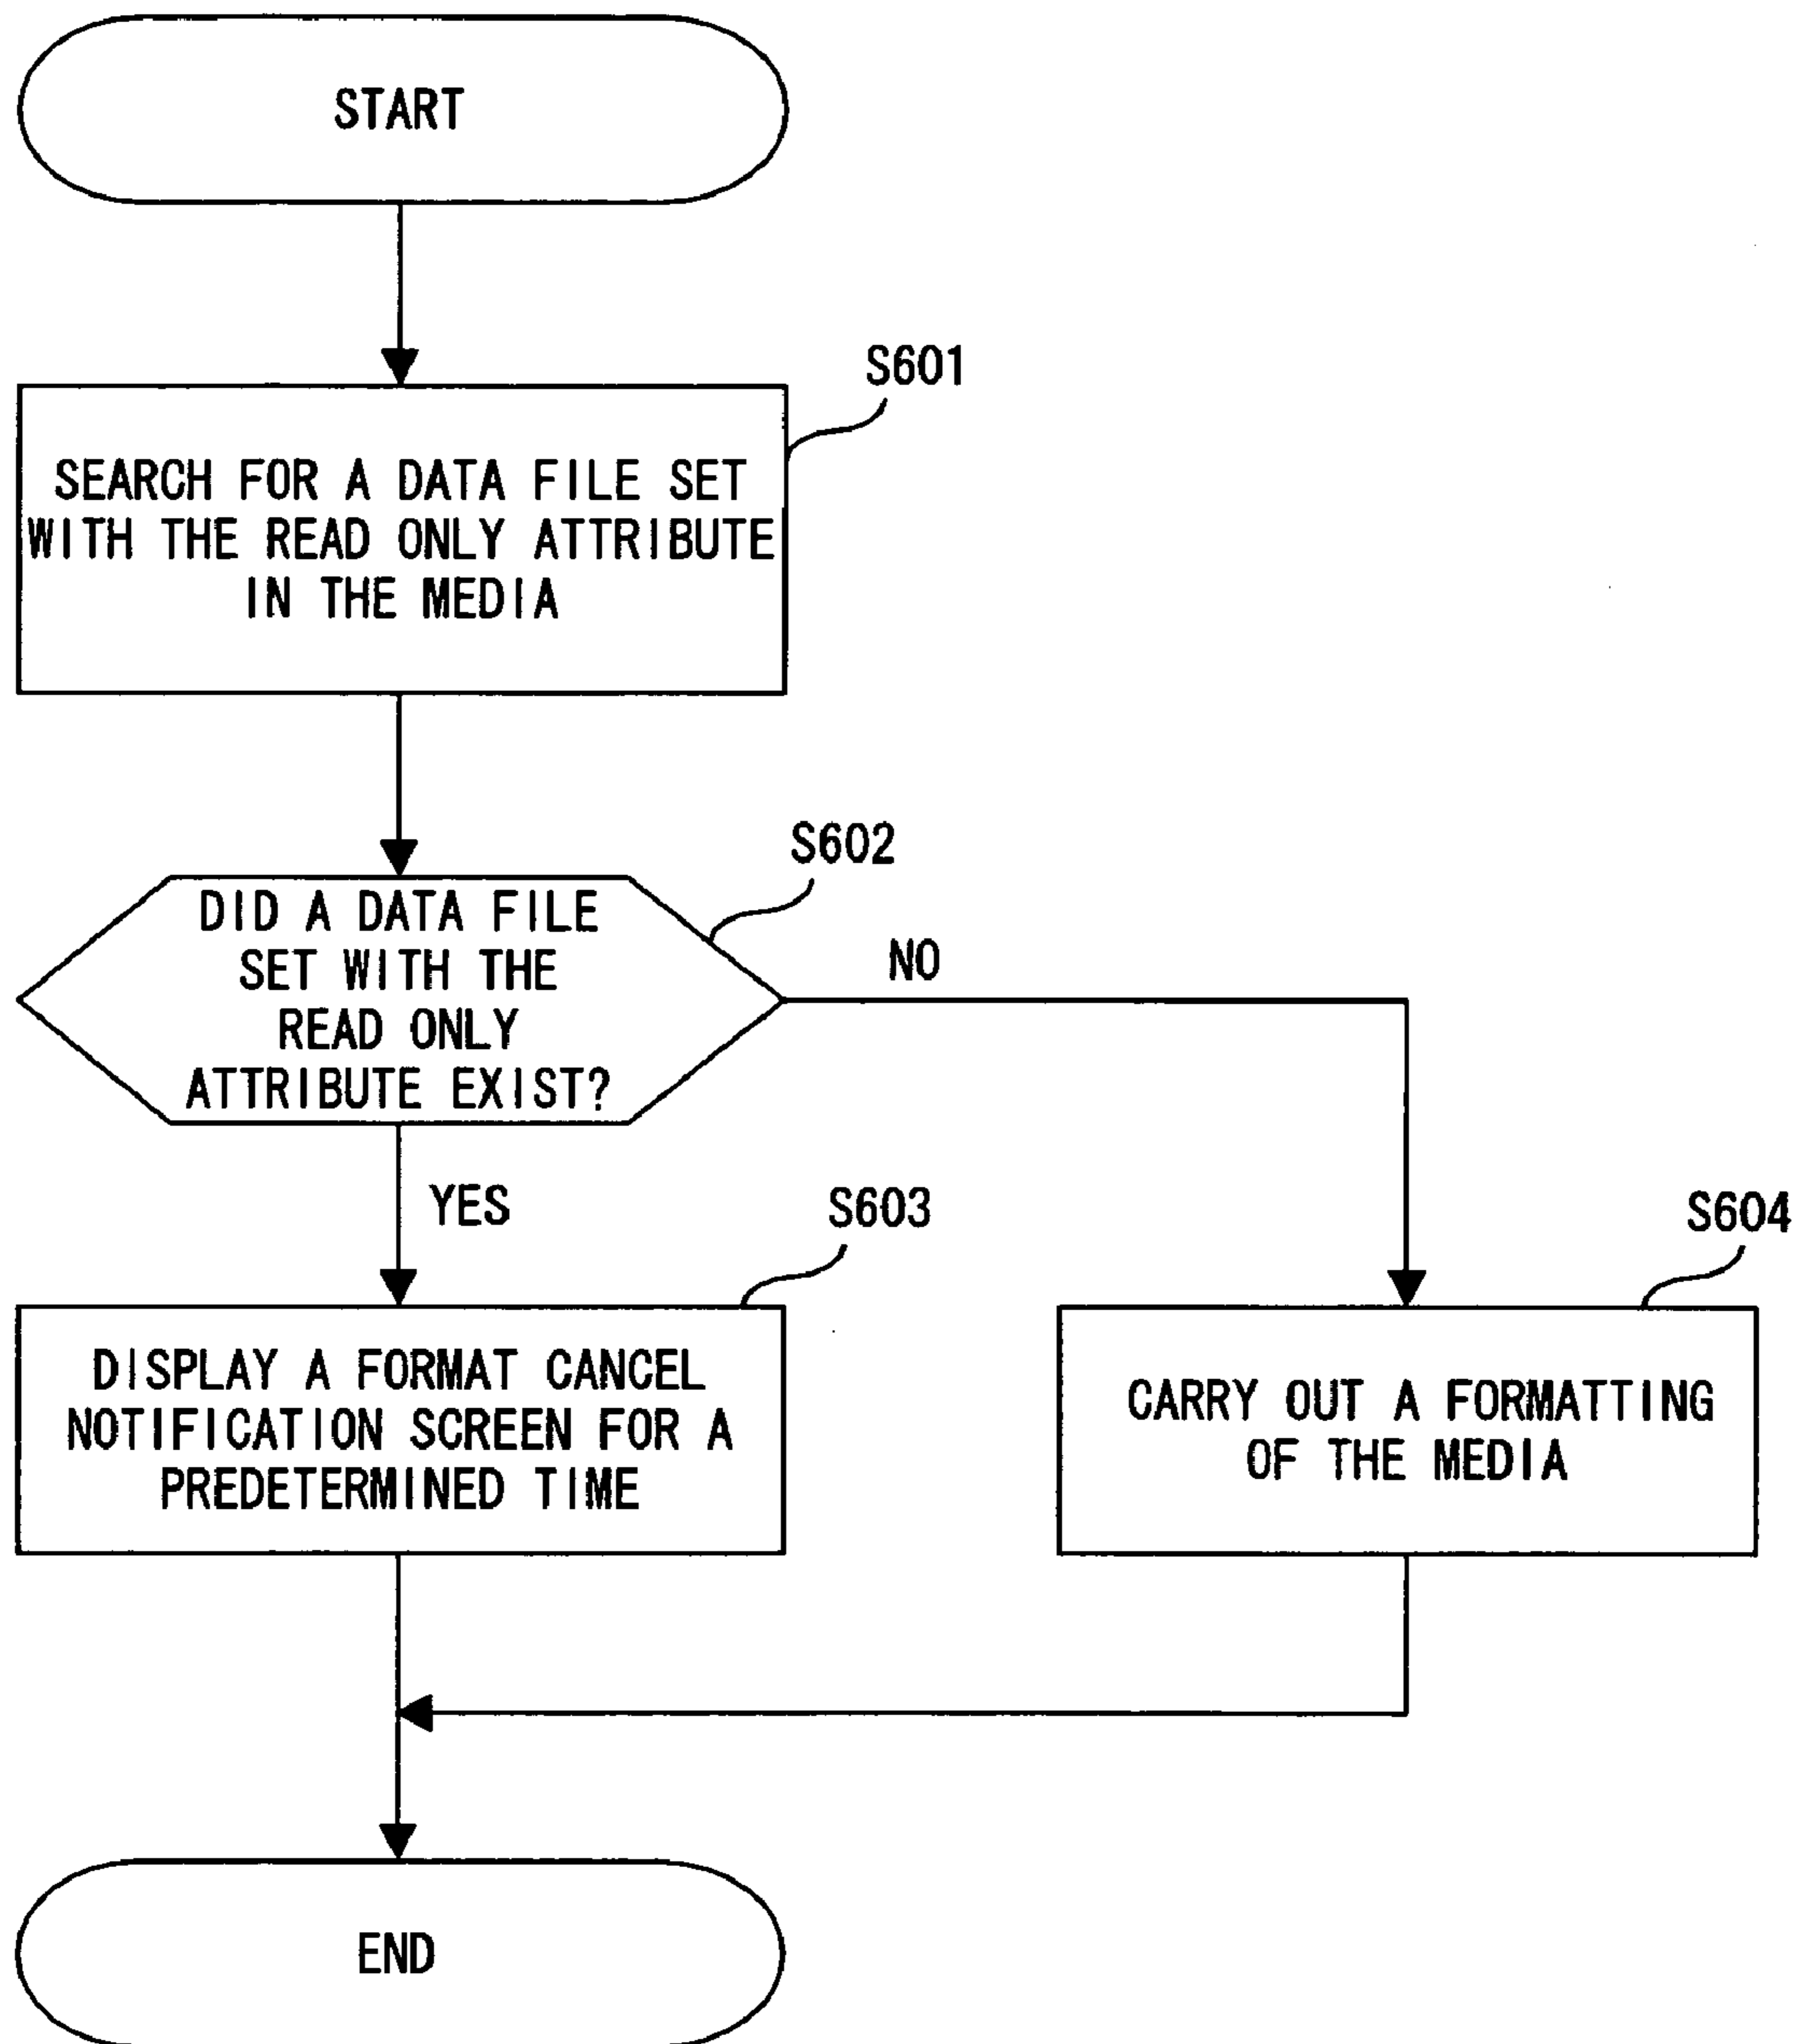 START
S601
SEARCH FOR A DATA FILE SET
WITH THE READ ONLY ATTRIBUTE
IN THE MEDIA
S602
DID A DATA FILE
SET WITH THE
READ ONLY
ATTRIBUTE EXIST?
NO
YES
S603
DISPLAY A FORMAT CANCEL
NOTIFICATION SCREEN FOR A
PREDETERMINED TIME
S604
CARRY OUT A FORMATTING
OF THE MEDIA
END